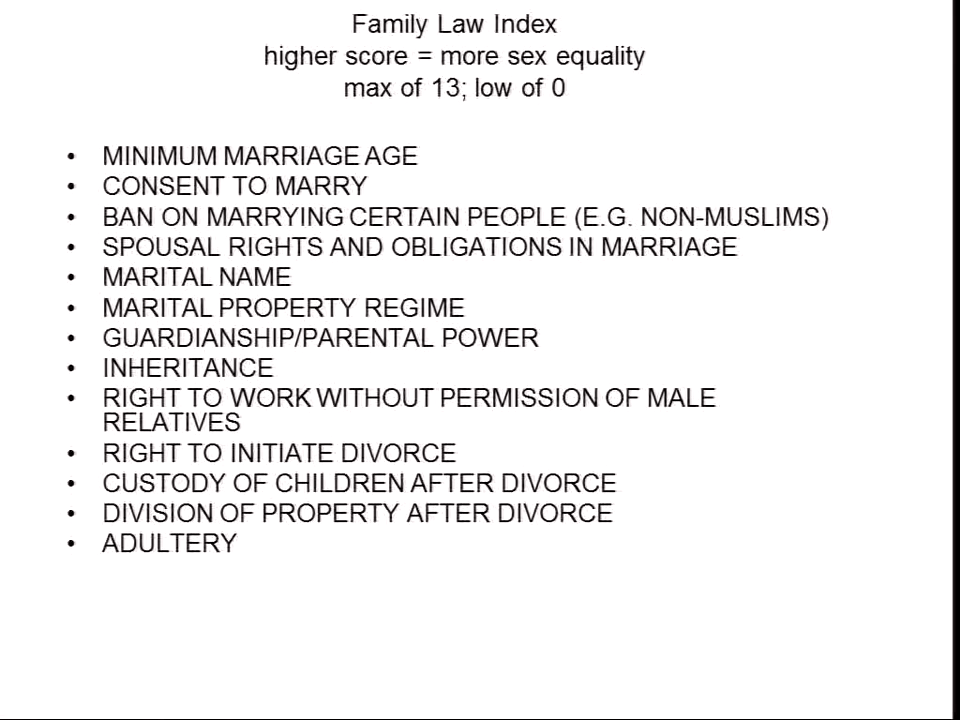 Family Law Index
higher score = more sex equality
max of 13; low of 0
• MINIMUM MARRIAGE AGE
• CONSENT TO MARRY
• BAN ON MARRYING CERTAIN PEOPLE (E.G. NON-MUSLIMS)
• SPOUSAL RIGHTS AND OBLIGATIONS IN MARRIAGE
• MARITAL NAME
• MARITAL PROPERTY REGIME
• GUARDIANSHIP/PARENTAL POWER
• INHERITANCE
• RIGHT TO WORK WITHOUT PERMISSION OF MALE
RELATIVES
• RIGHT TO INITIATE DIVORCE
• CUSTODY OF CHILDREN AFTER DIVORCE
• DIVISION OF PROPERTY AFTER DIVORCE
• ADULTERY